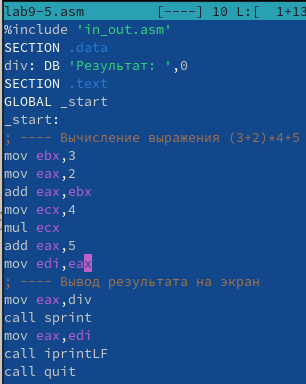 lab9-5.asm [----] 10 L:[ 1+13
%include 'in_out.asm'
SECTION .data
div: DB 'Результат: ',0
SECTION .text
GLOBAL _start
_start:
; ---- Вычисление выражения (3+2)*4+5
mov ebx,3
mov eax,2
add eax,ebx
mov ecx,4
mul ecx
add eax,5
mov edi,eax
; ---- Вывод результата на экран
mov eax,div
call sprint
mov eax,edi
call iprintLF
call quit